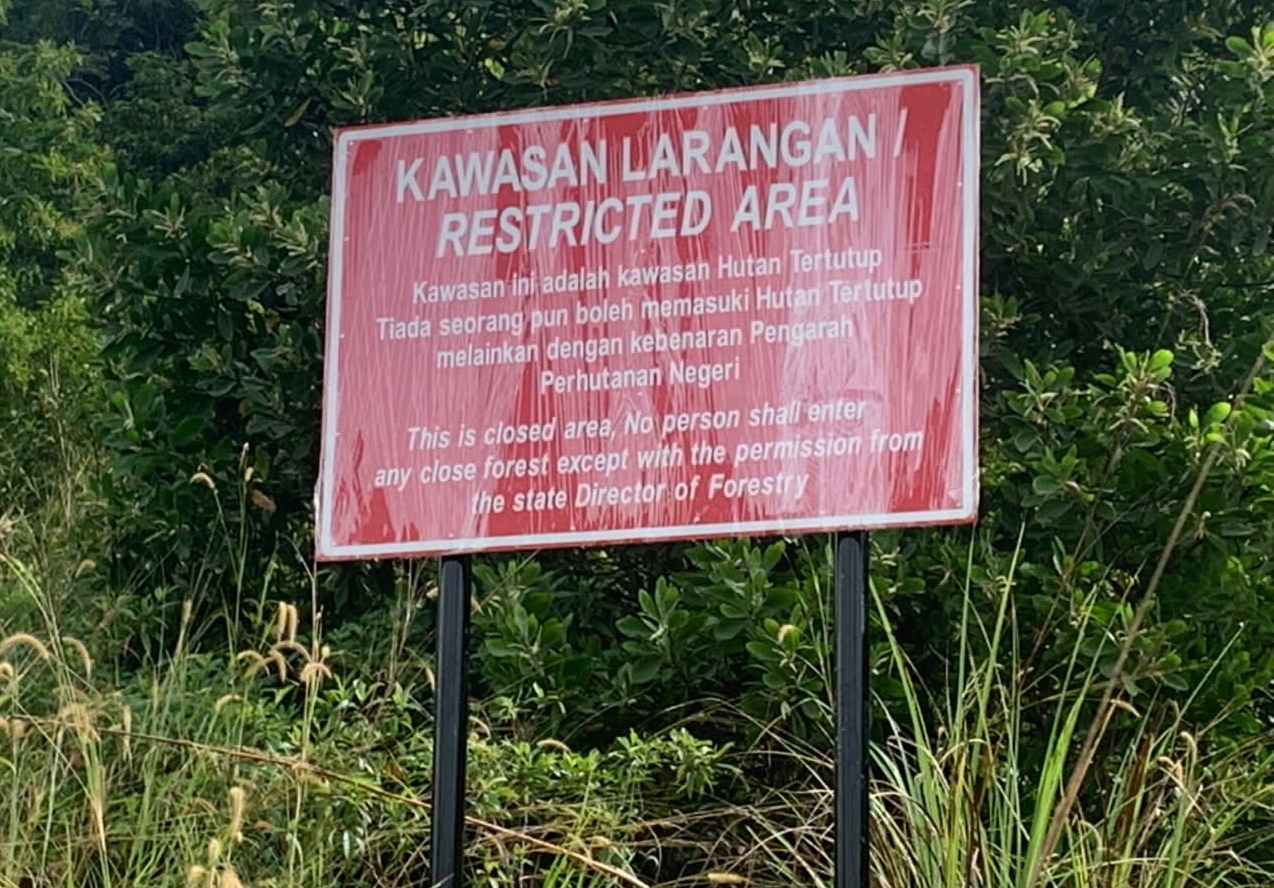 KAWASAN LARANGAN /
RESTRICTED AREA
Kawasan ini adalah kawasan Hutan Tertutup
Tiada seorang pun boleh memasuki Hutan Tertutup
melainkan dengan kebenaran Pengarah
Perhutanan Negeri
This is closed area, No person shall enter
any close forest except with the permission from
the state Director of Forestry